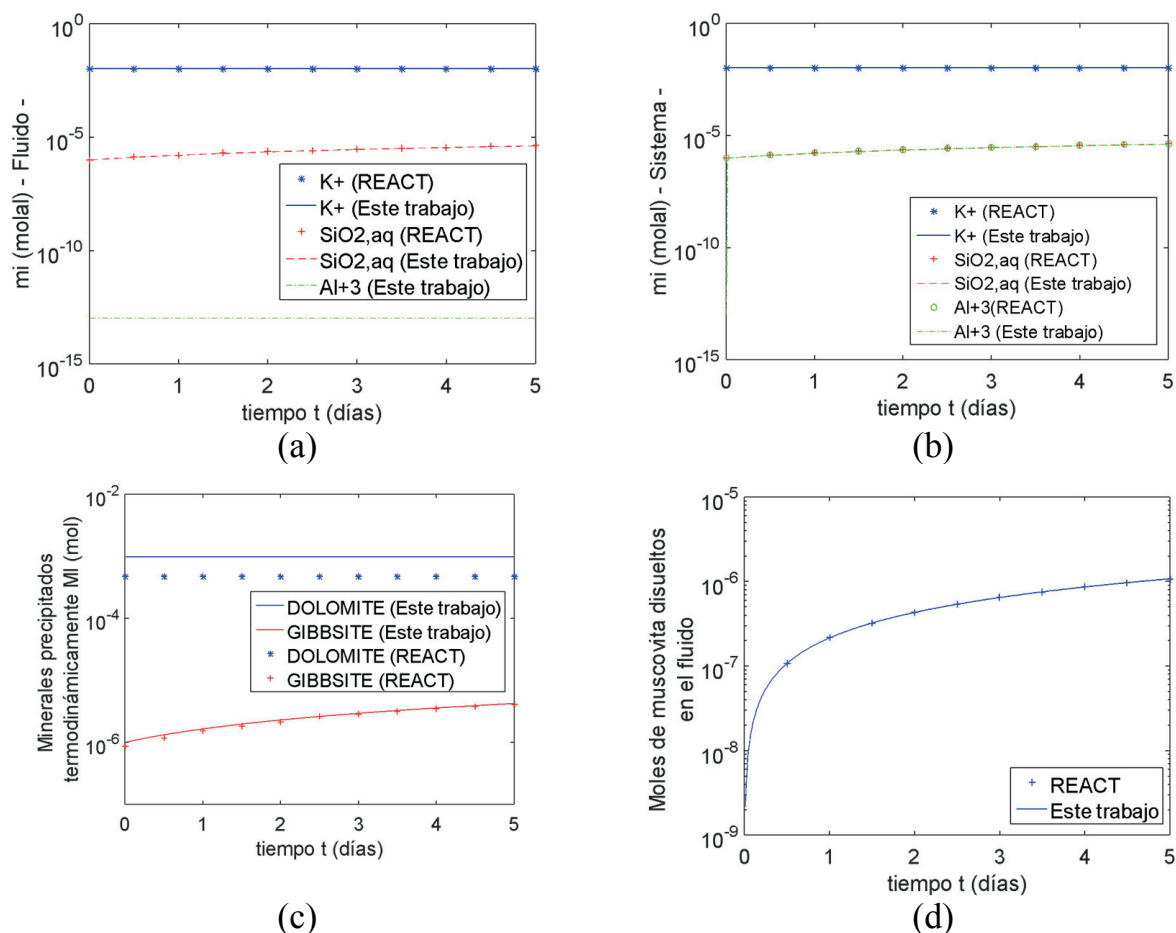 10^0
10^-5
10^-10
10^-15
mi (molal) - Fluido -
K+ (REACT)
K+ (Este trabajo)
SiO2,aq (REACT)
SiO2,aq (Este trabajo)
Al+3 (Este trabajo)
0 1 2 3 4 5
tiempo t (días)
(a)
10^0
10^-5
10^-10
10^-15
mi (molal) - Sistema -
K+ (REACT)
K+ (Este trabajo)
SiO2,aq (REACT)
SiO2,aq (Este trabajo)
Al+3(REACT)
Al+3 (Este trabajo)
0 1 2 3 4 5
tiempo t (días)
(b)
10^-2
10^-4
10^-6
Minerales precipitados
termodinámicamente MI (mol)
DOLOMITE (Este trabajo)
GIBBSITE (Este trabajo)
DOLOMITE (REACT)
GIBBSITE (REACT)
0 1 2 3 4 5
tiempo t (días)
(c)
10^-5
10^-6
10^-7
10^-8
10^-9
Moles de muscovita disueltos
en el fluido
REACT
Este trabajo
0 1 2 3 4 5
tiempo t (días)
(d)